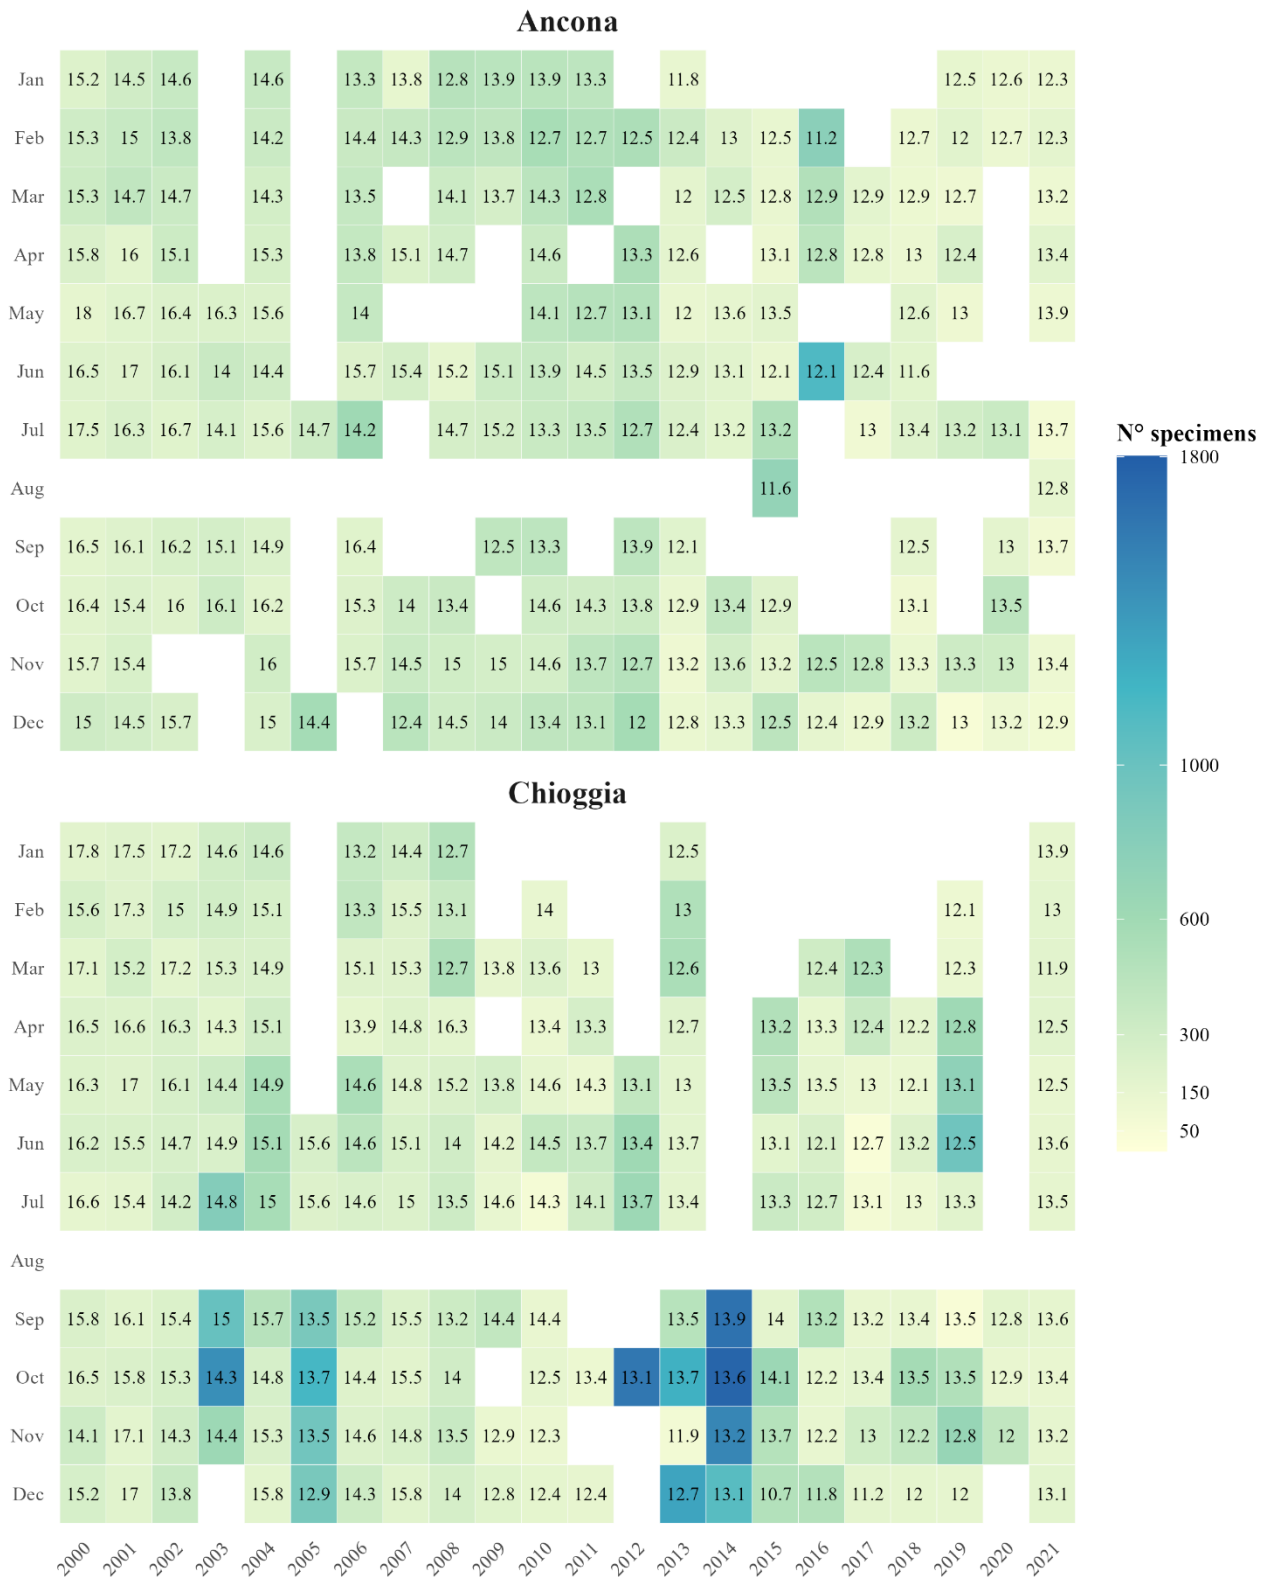 Ancona
Jan 15.2 14.5 14.6 14.6 13.3 13.8 12.8 13.9 13.9 13.3 11.8 12.5 12.6 12.3
Feb 15.3 15 13.8 14.2 14.4 14.3 12.9 13.8 12.7 12.7 12.5 12.4 13 12.5 11.2 12.7 12 12.7 12.3
Mar 15.3 14.7 14.7 14.3 13.5 14.1 13.7 14.3 12.8 12 12.5 12.8 12.9 12.9 12.9 12.7 13.2
Apr 15.8 16 15.1 15.3 13.8 15.1 14.7 14.6 13.3 12.6 13.1 12.8 12.8 13 12.4 13.4
May 18 16.7 16.4 16.3 15.6 14 14.1 12.7 13.1 12 13.6 13.5 12.6 13 13.9
Jun 16.5 17 16.1 14 14.4 15.7 15.4 15.2 15.1 13.9 14.5 13.5 12.9 13.1 12.1 12.1 12.4 11.6
Jul 17.5 16.3 16.7 14.1 15.6 14.7 14.2 14.7 15.2 13.3 13.5 12.7 12.4 13.2 13.2 13 13.4 13.2 13.1 13.7
Aug 11.6 12.8
Sep 16.5 16.1 16.2 15.1 14.9 16.4 12.5 13.3 13.9 12.1 12.5 13 13.7
Oct 16.4 15.4 16 16.1 16.2 15.3 14 13.4 14.6 14.3 13.8 12.9 13.4 12.9 13.1 13.5
Nov 15.7 15.4 16 15.7 14.5 15 15 14.6 13.7 12.7 13.2 13.6 13.2 12.5 12.8 13.3 13.3 13 13.4
Dec 15 14.5 15.7 15 14.4 12.4 14.5 14 13.4 13.1 12 12.8 13.3 12.5 12.4 12.9 13.2 13 13.2 12.9
Chioggia
Jan 17.8 17.5 17.2 14.6 14.6 13.2 14.4 12.7 12.5 13.9
Feb 15.6 17.3 15 14.9 15.1 13.3 15.5 13.1 14 13 12.1 13
Mar 17.1 15.2 17.2 15.3 14.9 15.1 15.3 12.7 13.8 13.6 13 12.6 12.4 12.3 12.3 11.9
Apr 16.5 16.6 16.3 14.3 15.1 13.9 14.8 16.3 13.4 13.3 12.7 13.2 13.3 12.4 12.2 12.8 12.5
May 16.3 17 16.1 14.4 14.9 14.6 14.8 15.2 13.8 14.6 14.3 13.1 13 13.5 13.5 13 12.1 13.1 12.5
Jun 16.2 15.5 14.7 14.9 15.1 15.6 14.6 15.1 14 14.2 14.5 13.7 13.4 13.7 13.1 12.1 12.7 13.2 12.5 13.6
Jul 16.6 15.4 14.2 14.8 15 15.6 14.6 15 13.5 14.6 14.3 14.1 13.7 13.4 13.3 12.7 13.1 13 13.3 13.5
Aug
Sep 15.8 16.1 15.4 15 15.7 13.5 15.2 15.5 13.2 14.4 14.4 13.5 13.9 14 13.2 13.2 13.4 13.5 12.8 13.6
Oct 16.5 15.8 15.3 14.3 14.8 13.7 14.4 15.5 14 12.5 13.4 13.1 13.7 13.6 14.1 12.2 13.4 13.5 13.5 12.9 13.4
Nov 14.1 17.1 14.3 14.4 15.3 13.5 14.6 14.8 13.5 12.9 12.3 11.9 13.2 13.7 12.2 13 12.2 12.8 12 13.2
Dec 15.2 17 13.8 15.8 12.9 14.3 15.8 14 12.8 12.4 12.4 12.7 13.1 10.7 11.8 11.2 12 12 13.1
2000 2001 2002 2003 2004 2005 2006 2007 2008 2009 2010 2011 2012 2013 2014 2015 2016 2017 2018 2019 2020 2021
N° specimens
1800
1000
600
300
150
50